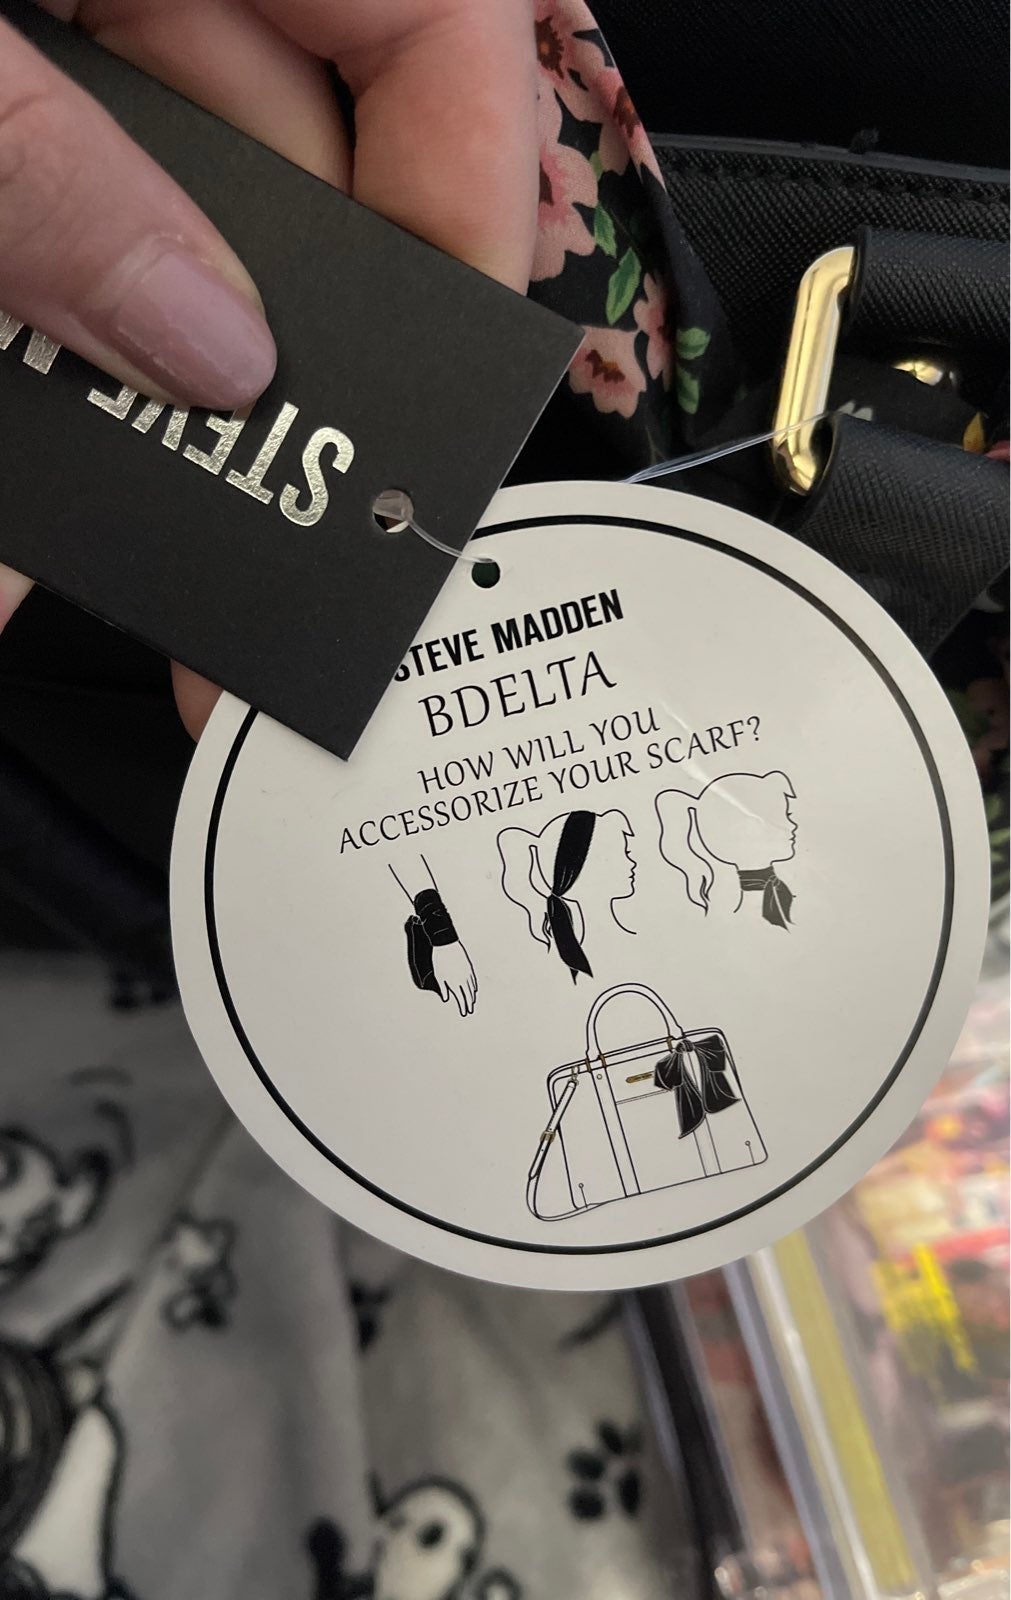 STEVE M
STEVE MADDEN
BDELTA
HOW WILL YOU
ACCESSORIZE YOUR SCARF?